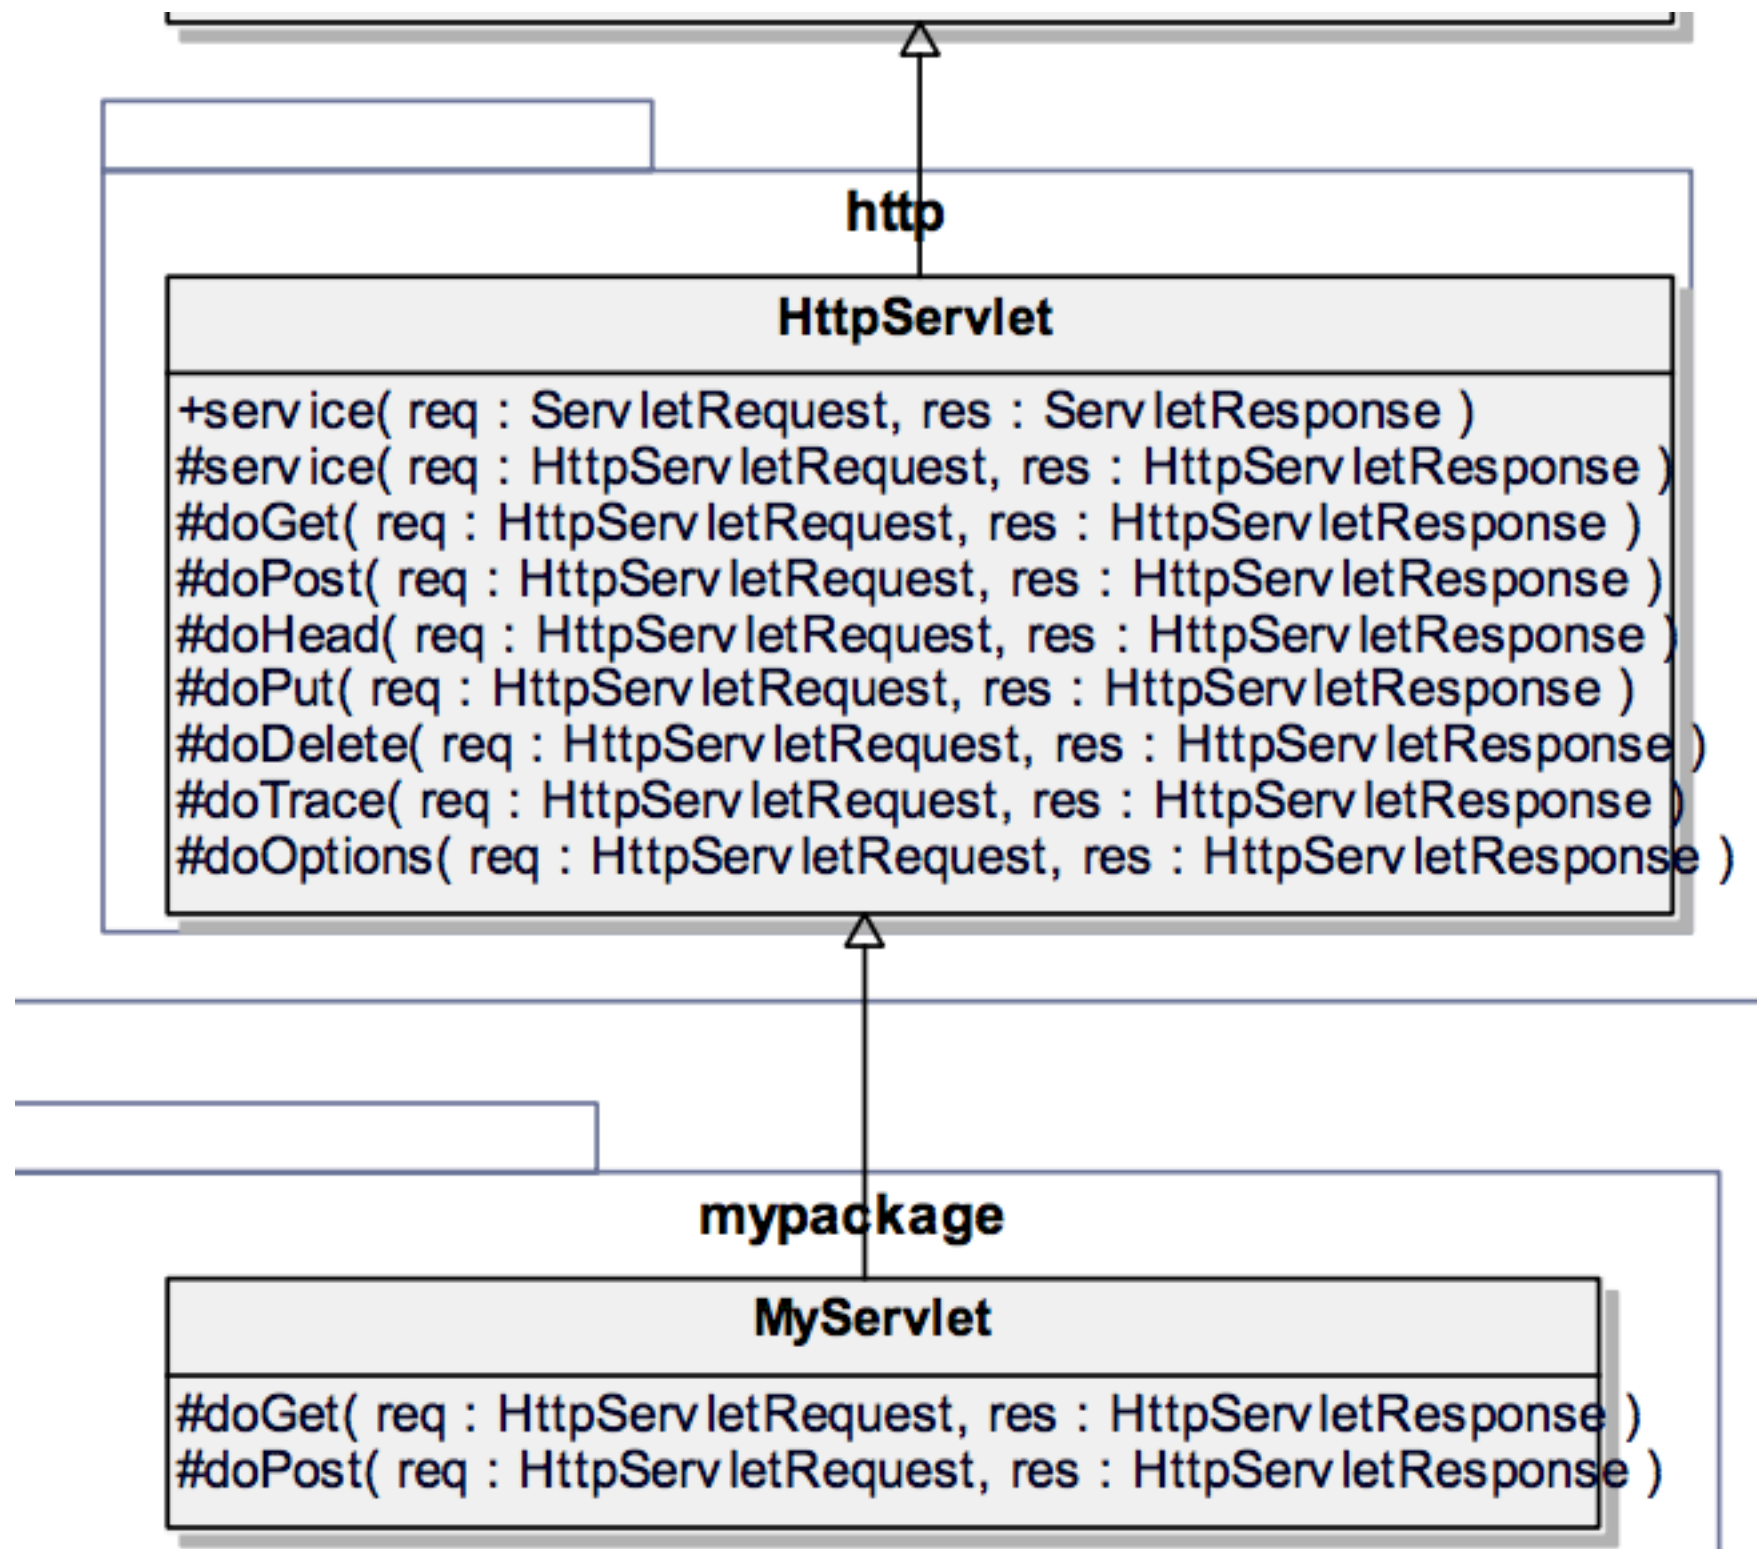 http
HttpServlet
+service( req : ServletRequest, res : ServletResponse )
#service( req : HttpServletRequest, res : HttpServletResponse )
#doGet( req : HttpServletRequest, res : HttpServletResponse )
#doPost( req : HttpServletRequest, res : HttpServletResponse )
#doHead( req : HttpServletRequest, res : HttpServletResponse )
#doPut( req : HttpServletRequest, res : HttpServletResponse )
#doDelete( req : HttpServletRequest, res : HttpServletResponse )
#doTrace( req : HttpServletRequest, res : HttpServletResponse )
#doOptions( req : HttpServletRequest, res : HttpServletResponse )
mypackage
MyServlet
#doGet( req : HttpServletRequest, res : HttpServletResponse )
#doPost( req : HttpServletRequest, res : HttpServletResponse )